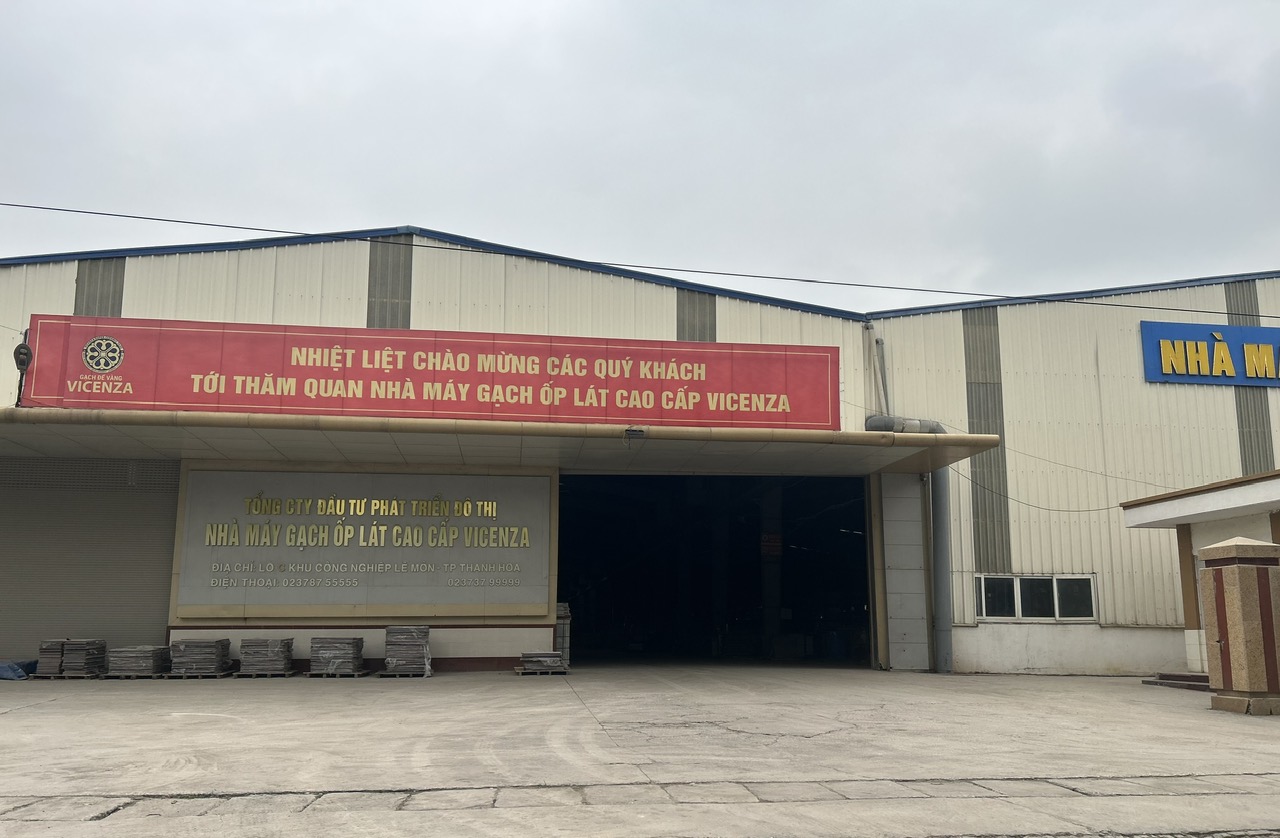 GẠCH ĐẾ VÀNG
VICENZA
NHIỆT LIỆT CHÀO MỪNG CÁC QUÝ KHÁCH
TỚI THĂM QUAN NHÀ MÁY GẠCH ỐP LÁT CAO CẤP VICENZA
NHÀ
TỔNG CTY ĐẦU TƯ PHÁT TRIỂN ĐÔ THỊ
NHÀ MÁY GẠCH ỐP LÁT CAO CẤP VICENZA
ĐỊA CHỈ: LÔ C KHU CÔNG NGHIỆP LỄ MÔN - TP THANH HÓA
ĐIỆN THOẠI: 023787 55555 023737 99999